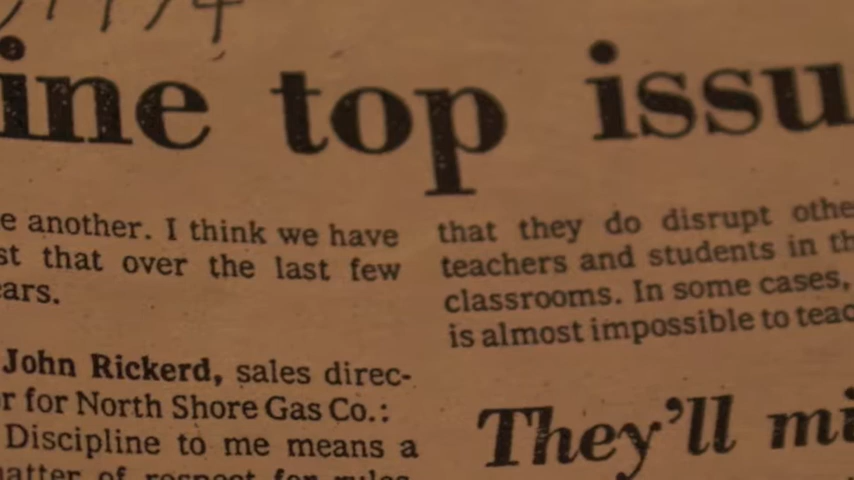 ine top issu
e another. I think we have
st that over the last few
ears.
John Rickerd, sales direc-
r for North Shore Gas Co.:
Discipline to me means a
matter of respect for rules
that they do disrupt othe
teachers and students in th
classrooms. In some cases,
is almost impossible to teac
They'll mi